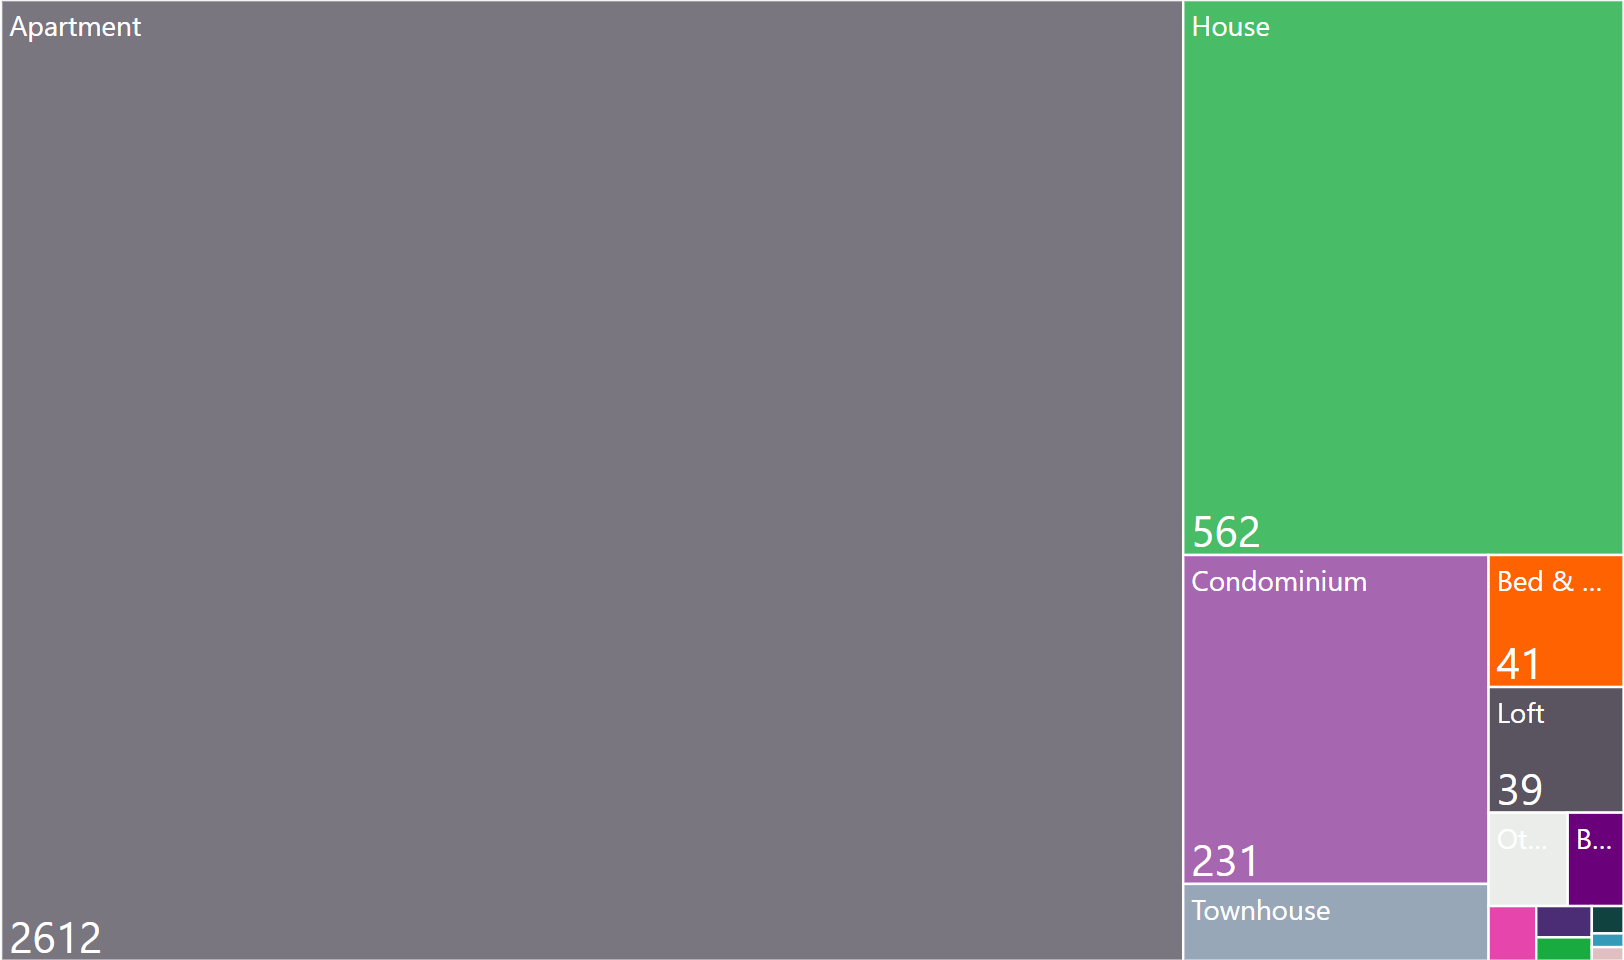 Apartment
2612
House
562
Condominium
231
Townhouse
Bed & ...
41
Loft
39
Ot...
B...